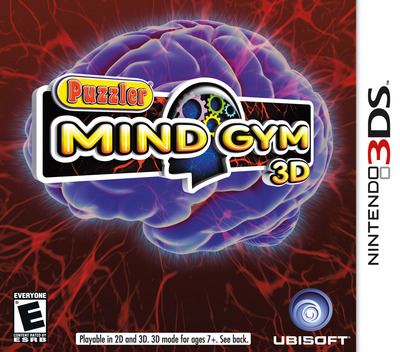 Puzzler
MIND GYM
3D
NINTENDO 3DS™
EVERYONE
E
CONTENT RATED BY
ESRB
Playable in 2D and 3D. 3D mode for ages 7+. See back.
UBISOFT